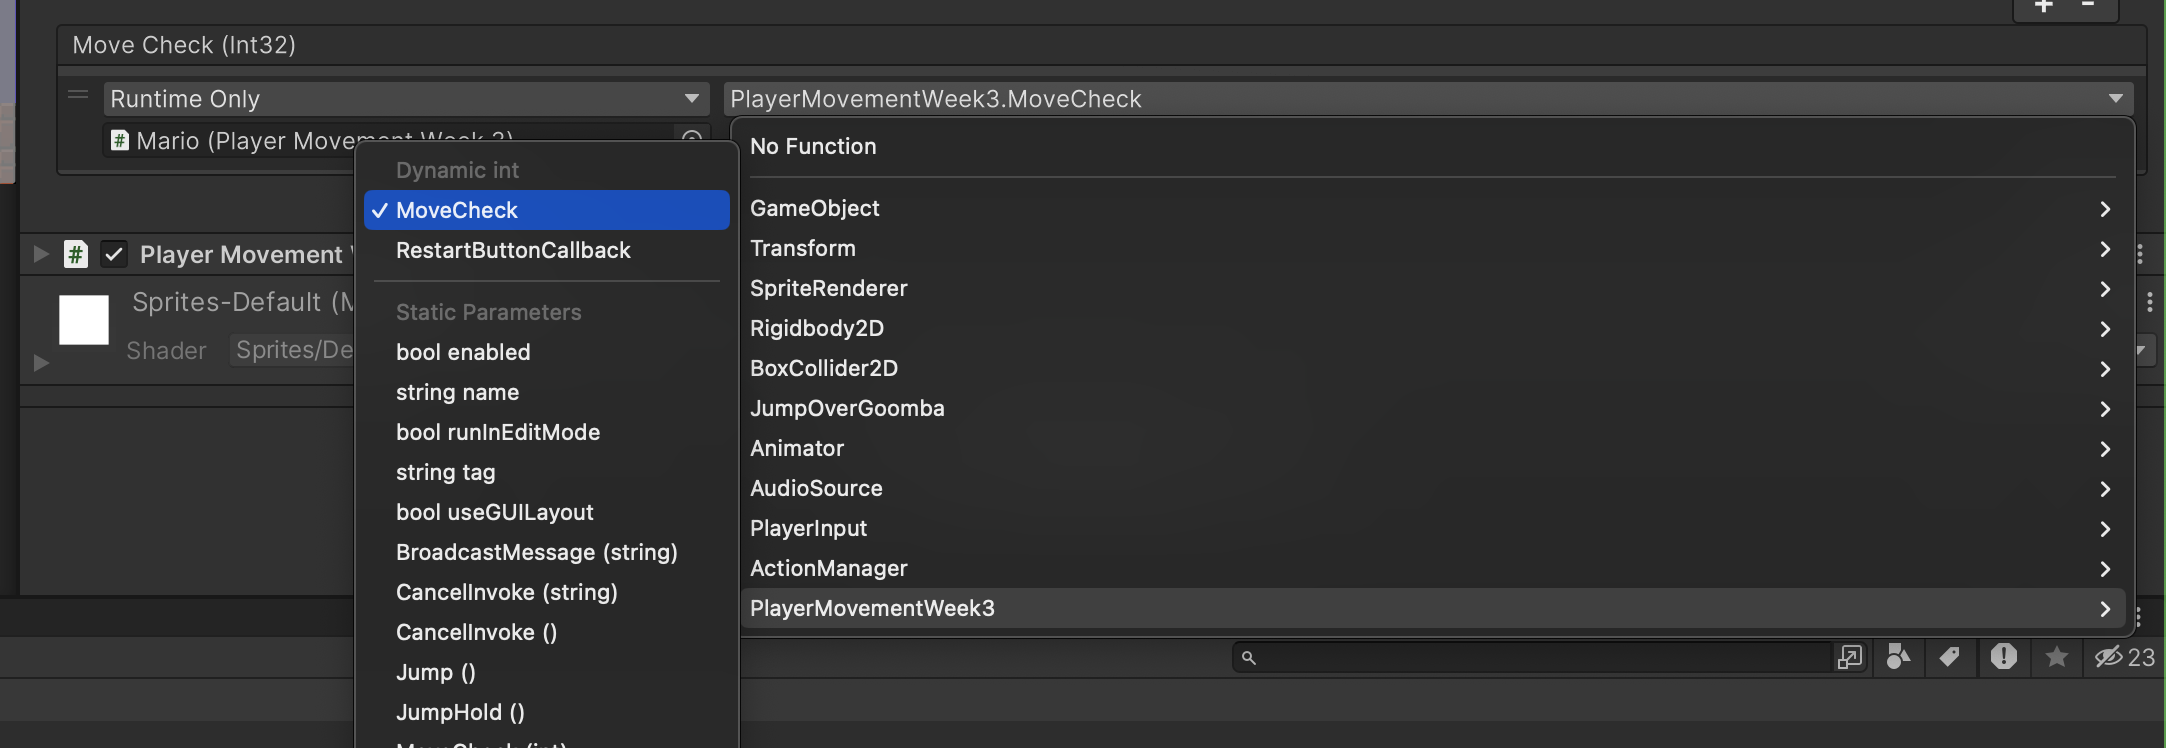 Move Check (Int32)
Runtime Only
PlayerMovementWeek3.MoveCheck
Mario (Player Movement Week 3)
No Function
GameObject
Transform
SpriteRenderer
Rigidbody2D
BoxCollider2D
JumpOverGoomba
Animator
AudioSource
PlayerInput
ActionManager
PlayerMovementWeek3
Dynamic int
MoveCheck
RestartButtonCallback
Static Parameters
bool enabled
string name
bool runInEditMode
string tag
bool useGUILayout
BroadcastMessage (string)
CancelInvoke (string)
CancelInvoke ()
Jump ()
JumpHold ()
MoveCheck (int)
Player Movement
Sprites-Default (M
Shader
Sprites/De
23